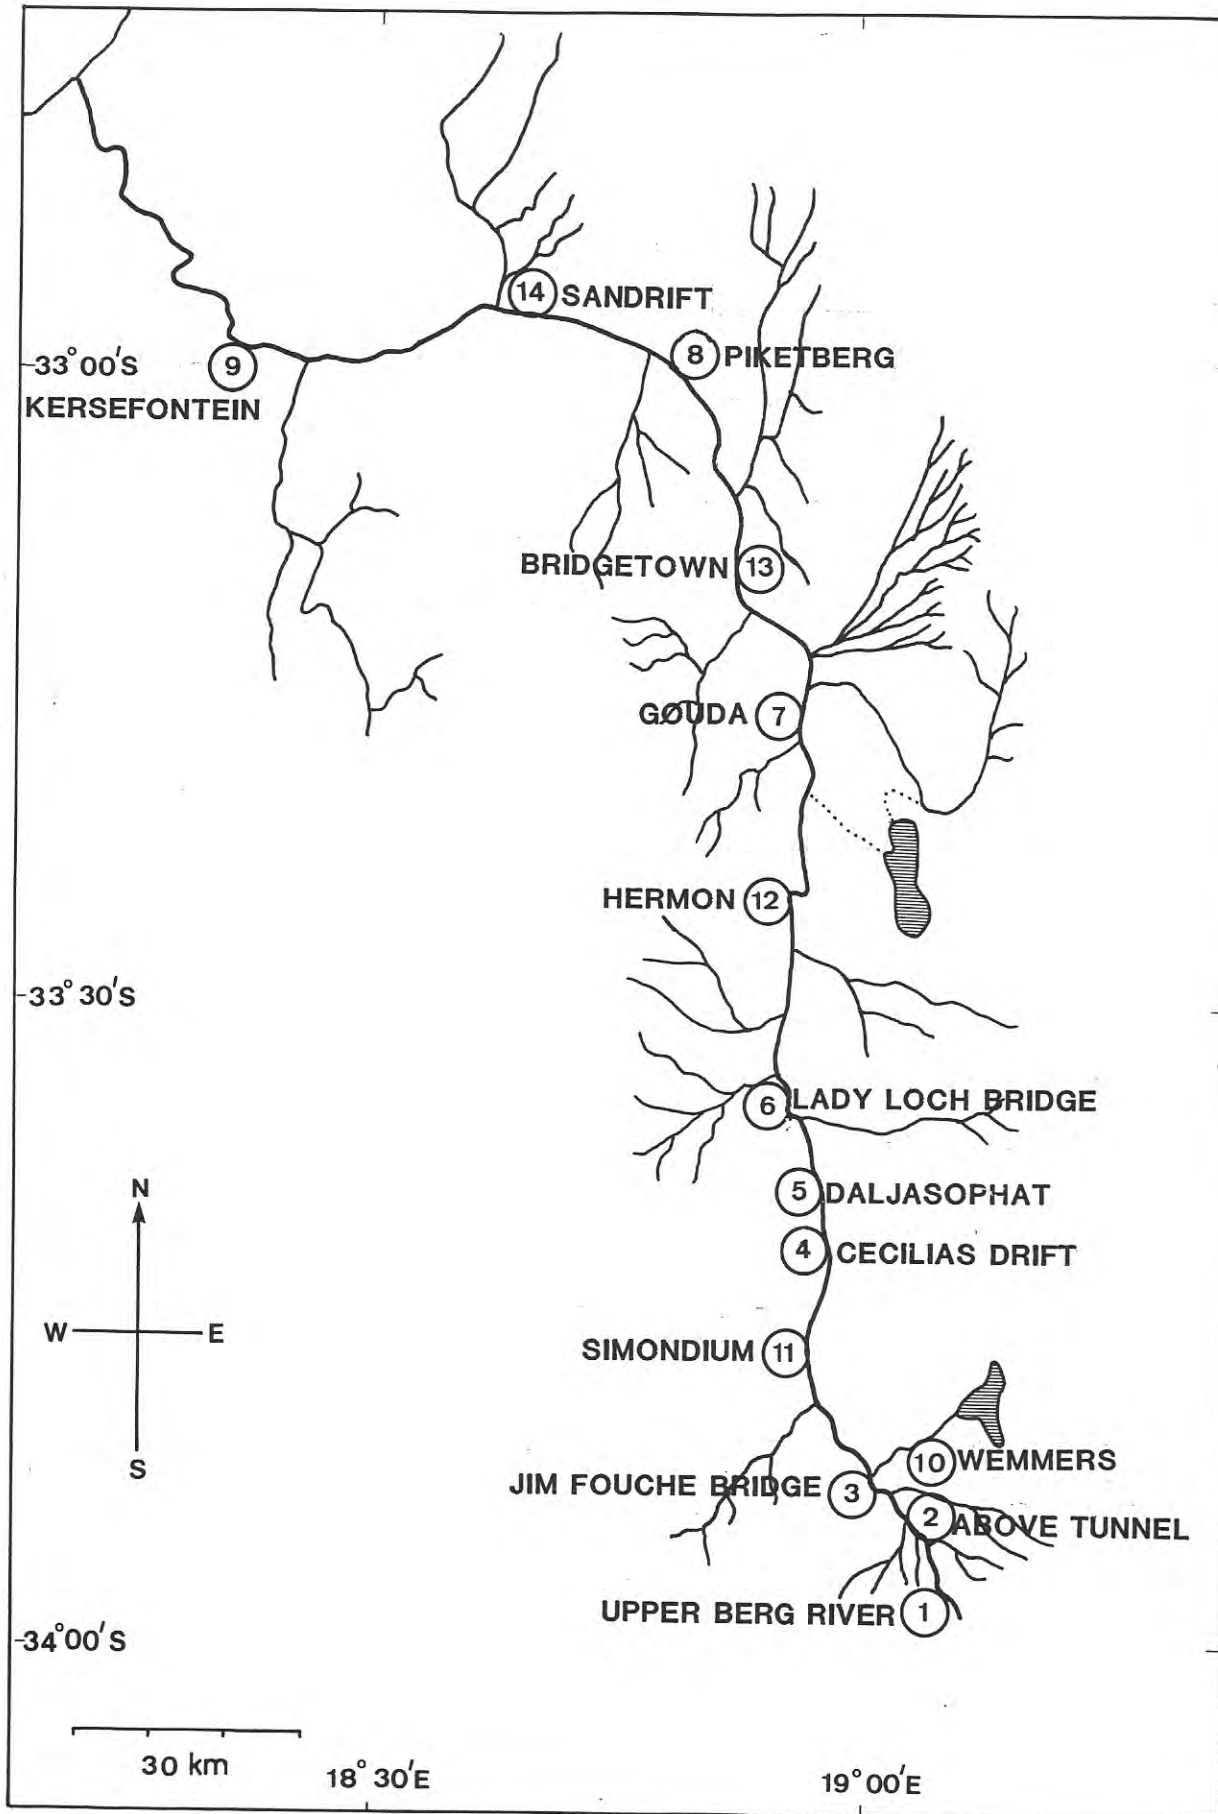 14 SANDRIFT
8 PIKETBERG
33°00'S
9
KERSEFONTEIN
BRIDGETOWN 13
GOUDA 7
HERMON 12
33°30'S
6 LADY LOCH BRIDGE
5 DALJASOPHAT
N
4 CECILIAS DRIFT
W E
SIMONDIUM 11
S
10 WEMMERS
JIM FOUCHE BRIDGE 3
2 ABOVE TUNNEL
UPPER BERG RIVER 1
34°00'S
30 km
18°30'E
19°00'E